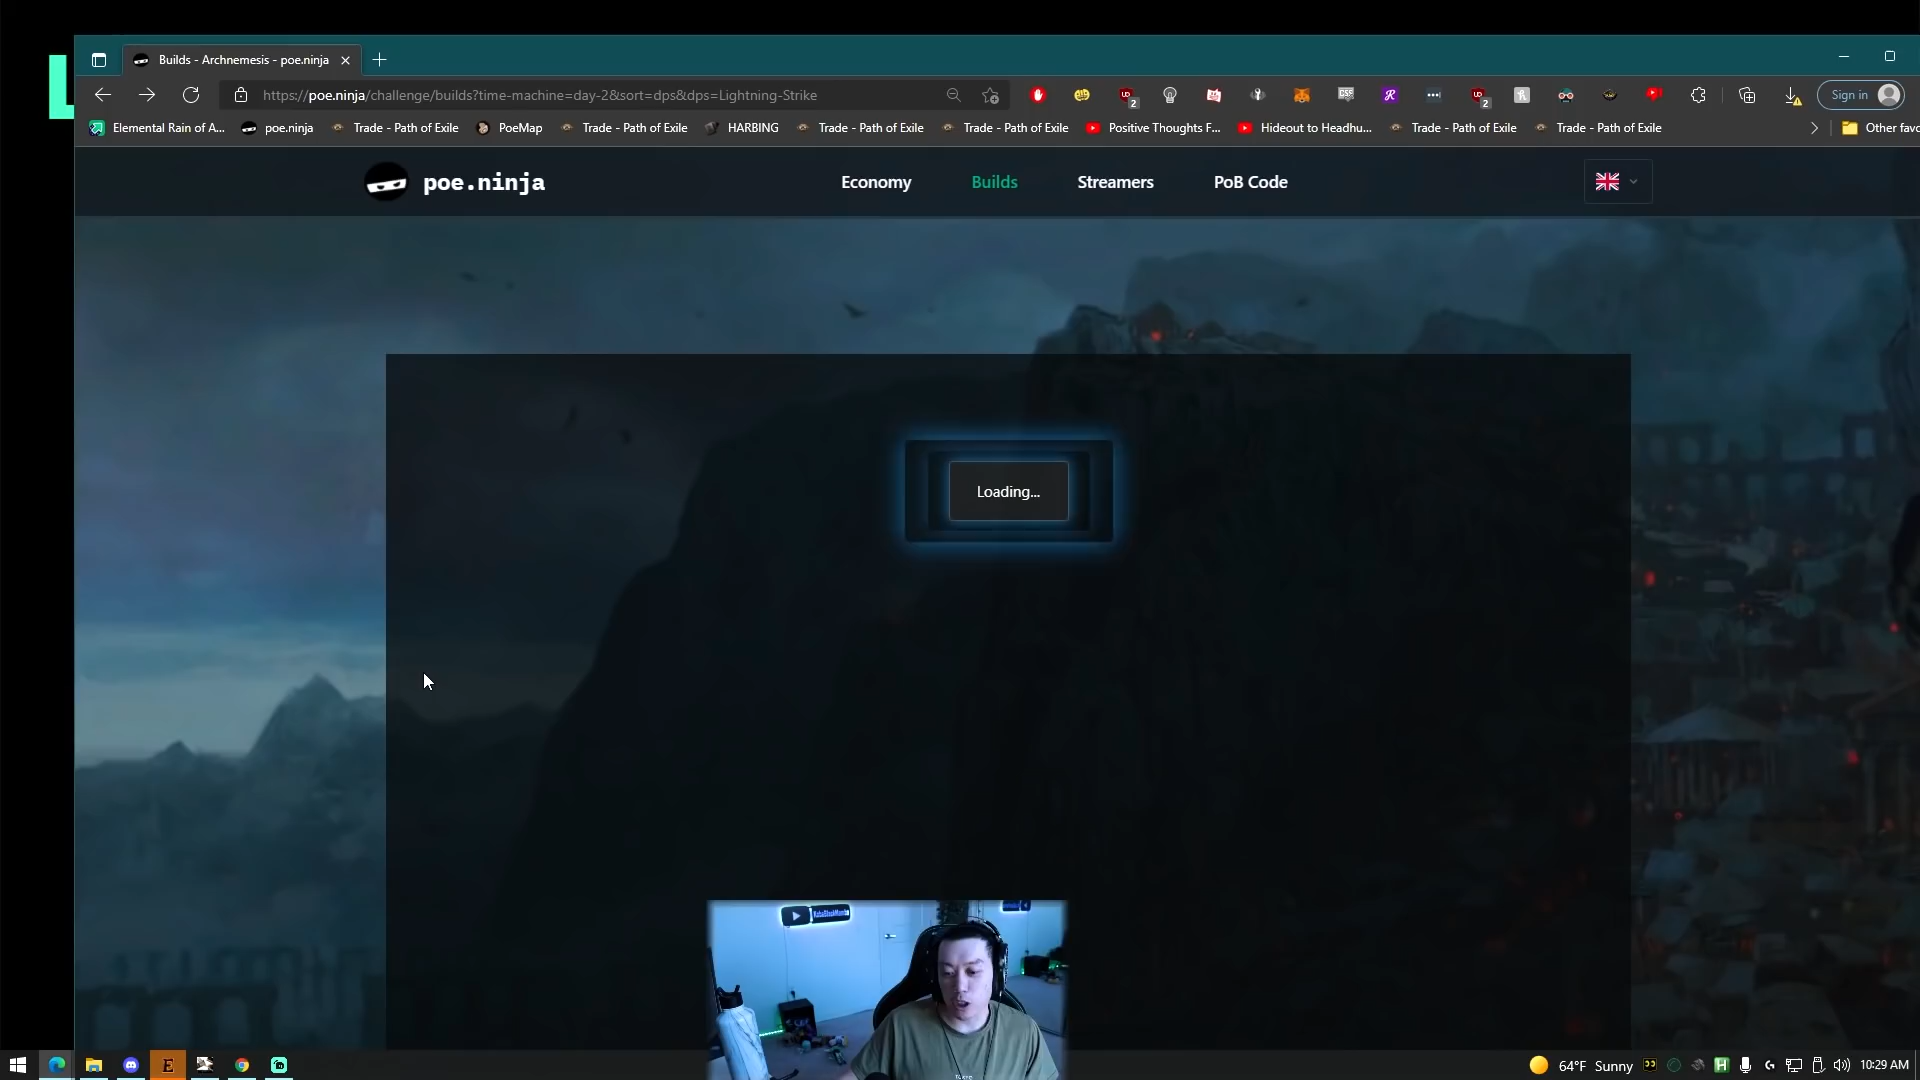 L
Builds - Archnemesis - poe.ninja
https://poe.ninja/challenge/builds?time-machine=day-2&sort=dps&dps=Lightning-Strike
2
CSS
2
Sign in
Elemental Rain of A...
poe.ninja
Trade - Path of Exile
PoeMap
Trade - Path of Exile
HARBING
Trade - Path of Exile
Trade - Path of Exile
Positive Thoughts F...
Hideout to Headhu...
Trade - Path of Exile
Trade - Path of Exile
Other favo
poe.ninja
Economy
Builds
Streamers
PoB Code
Loading...
64°F Sunny
10:29 AM